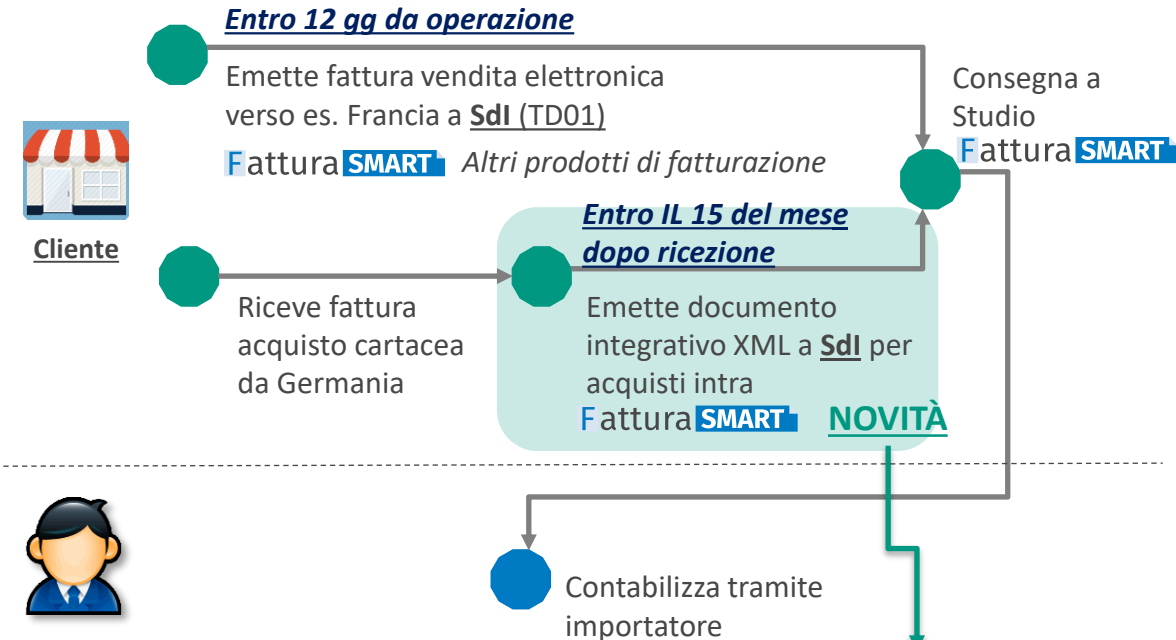 Entro 12 gg da operazione
Emette fattura vendita elettronica
verso es. Francia a SdI (TD01)
Fattura SMART Altri prodotti di fatturazione
Consegna a
Studio
Fattura SMART
Cliente
Entro IL 15 del mese
dopo ricezione
Riceve fattura
acquisto cartacea
da Germania
Emette documento
integrativo XML a SdI per
acquisti intra
Fattura SMART NOVITÀ
Contabilizza tramite
importatore